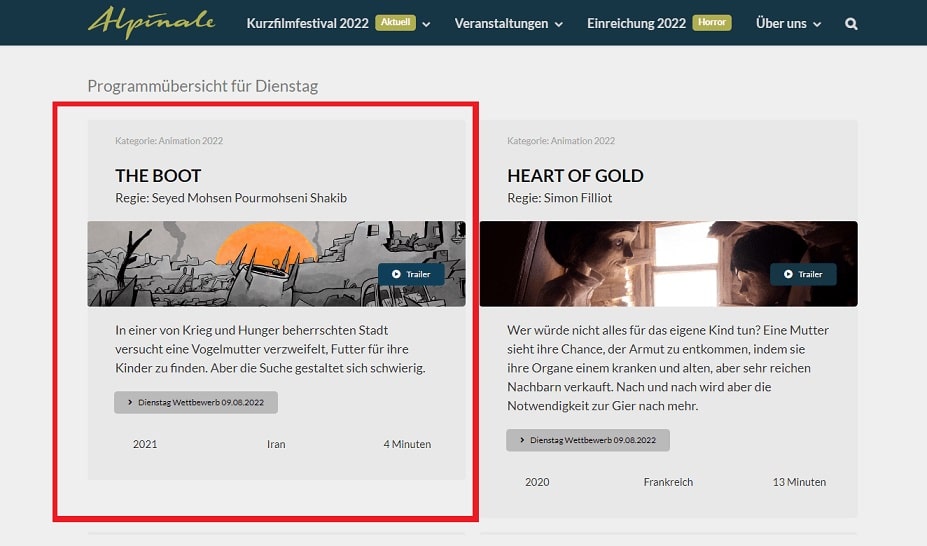 Alpinale
Kurzfilmfestival 2022 Aktuell Veranstaltungen Einreichung 2022 Horror Über uns
Programmübersicht für Dienstag
Kategorie: Animation 2022
THE BOOT
Regie: Seyed Mohsen Pourmohseni Shakib
Trailer
In einer von Krieg und Hunger beherrschten Stadt
versucht eine Vogelmutter verzweifelt, Futter für ihre
Kinder zu finden. Aber die Suche gestaltet sich schwierig.
Dienstag Wettbewerb 09.08.2022
2021 Iran 4 Minuten
Kategorie: Animation 2022
HEART OF GOLD
Regie: Simon Filliot
Trailer
Wer würde nicht alles für das eigene Kind tun? Eine Mutter
sieht ihre Chance, der Armut zu entkommen, indem sie
ihre Organe einem kranken und alten, aber sehr reichen
Nachbarn verkauft. Nach und nach wird aber die
Notwendigkeit zur Gier nach mehr.
Dienstag Wettbewerb 09.08.2022
2020 Frankreich 13 Minuten